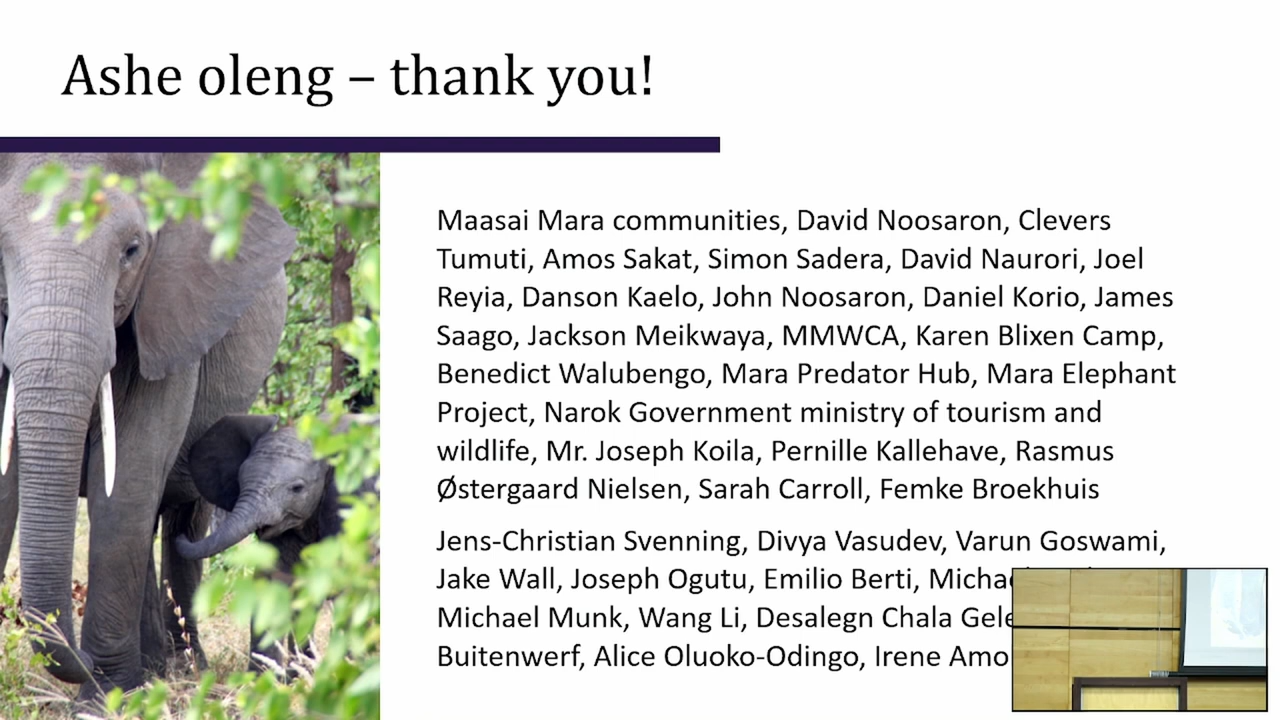 Ashe oleng – thank you!
Maasai Mara communities, David Noosaron, Clevers
Tumuti, Amos Sakat, Simon Sadera, David Naurori, Joel
Reyia, Danson Kaelo, John Noosaron, Daniel Korio, James
Saago, Jackson Meikwaya, MMWCA, Karen Blixen Camp,
Benedict Walubengo, Mara Predator Hub, Mara Elephant
Project, Narok Government ministry of tourism and
wildlife, Mr. Joseph Koila, Pernille Kallehave, Rasmus
Østergaard Nielsen, Sarah Carroll, Femke Broekhuis
Jens-Christian Svenning, Divya Vasudev, Varun Goswami,
Jake Wall, Joseph Ogutu, Emilio Berti,
Michael Munk, Wang Li, Desalegn Chala
Buitenwerf, Alice Oluoko-Odingo, Irene